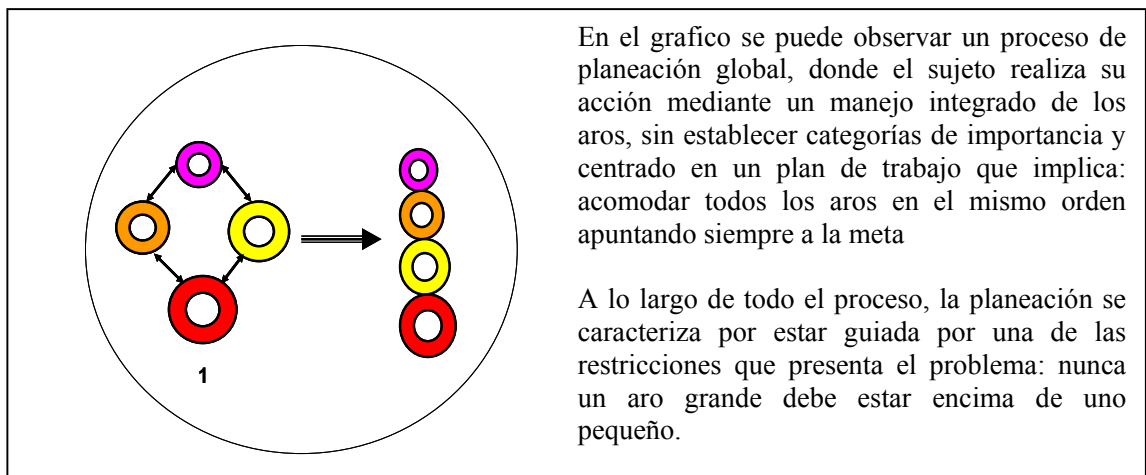 En el grafico se puede observar un proceso de
planeación global, donde el sujeto realiza su
acción mediante un manejo integrado de los
aros, sin establecer categorías de importancia y
centrado en un plan de trabajo que implica:
acomodar todos los aros en el mismo orden
apuntando siempre a la meta
A lo largo de todo el proceso, la planeación se
caracteriza por estar guiada por una de las
restricciones que presenta el problema: nunca
un aro grande debe estar encima de uno
pequeño.
1